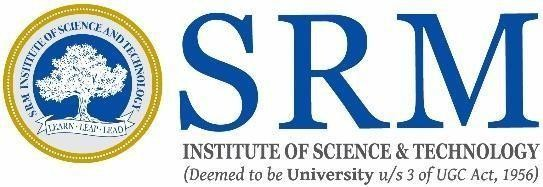 SRM INSTITUTE OF SCIENCE AND TECHNOLOGY
LEARN · LEAP · LEAD
SRM
INSTITUTE OF SCIENCE & TECHNOLOGY
(Deemed to be University u/s 3 of UGC Act, 1956)